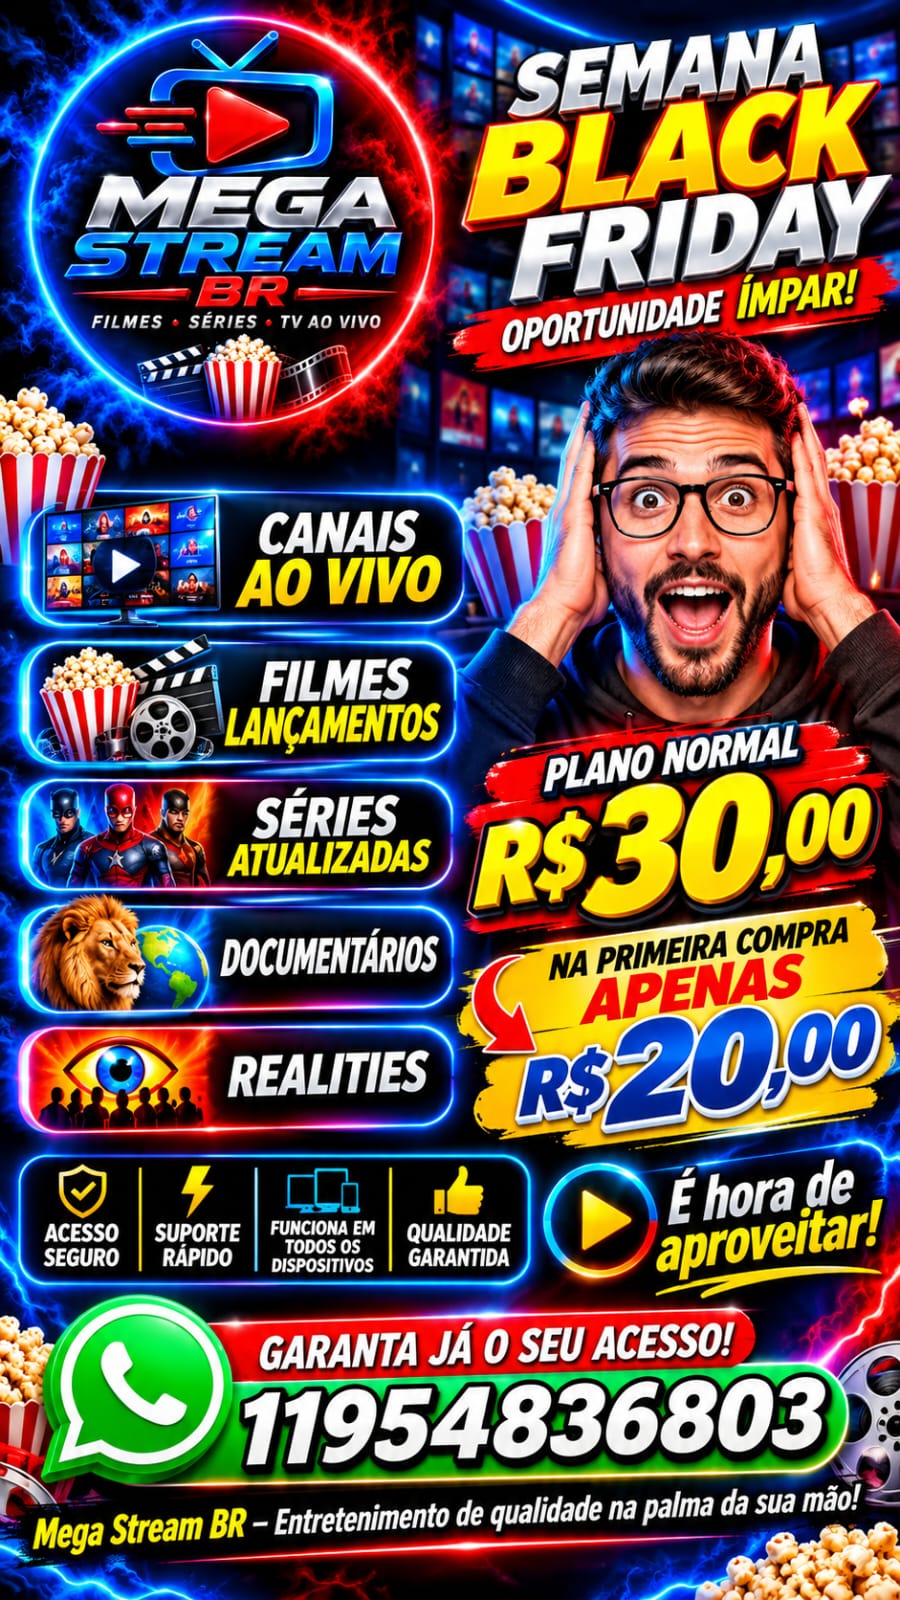 MEGA
STREAM
BR
FILMES • SÉRIES • TV AO VIVO
SEMANA
BLACK
FRIDAY
OPORTUNIDADE ÍMPAR!
CANAIS
AO VIVO
FILMES
LANÇAMENTOS
SÉRIES
ATUALIZADAS
DOCUMENTÁRIOS
REALITIES
PLANO NORMAL
R$30,00
NA PRIMEIRA COMPRA
APENAS
R$20,00
ACESSO
SEGURO
SUPORTE
RÁPIDO
FUNCIONA EM
TODOS OS
DISPOSITIVOS
QUALIDADE
GARANTIDA
É hora de
aproveitar!
GARANTA JÁ O SEU ACESSO!
11954836803
Mega Stream BR – Entretenimento de qualidade na palma da sua mão!